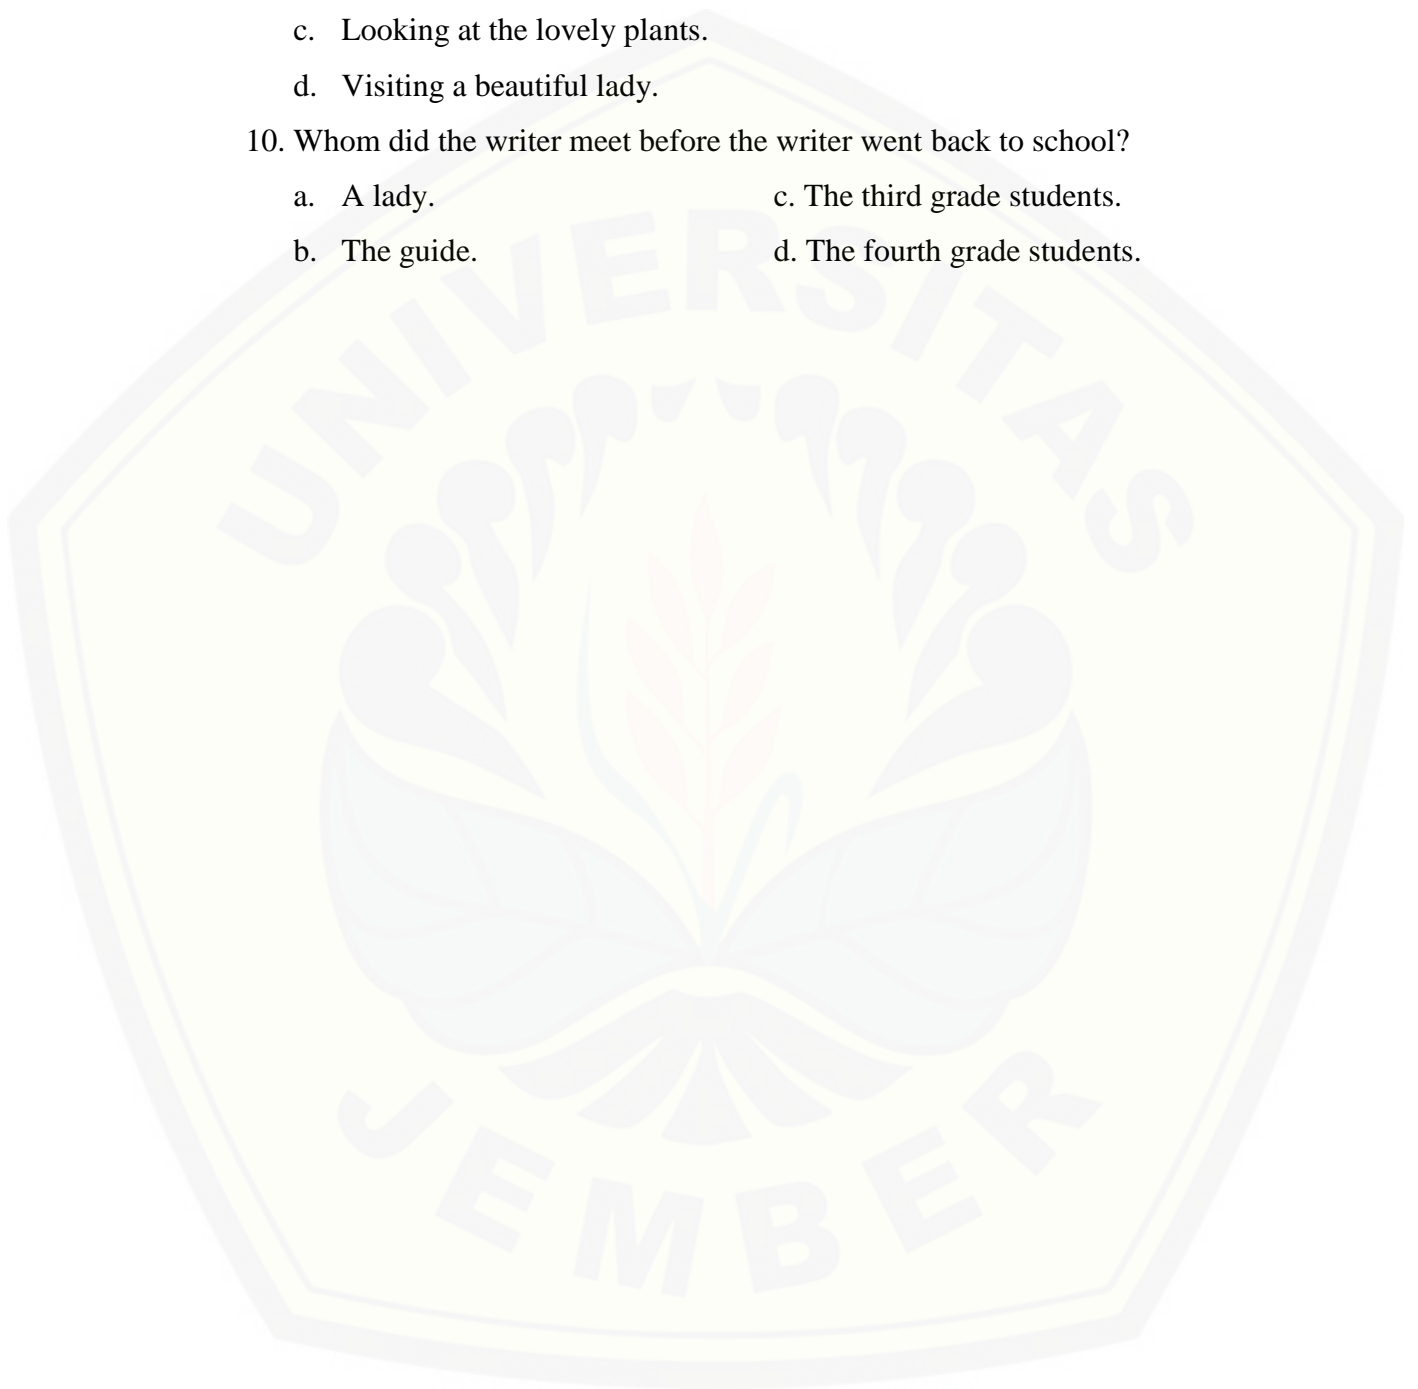 c. Looking at the lovely plants.
d. Visiting a beautiful lady.
10. Whom did the writer meet before the writer went back to school?
a. A lady. c. The third grade students.
b. The guide. d. The fourth grade students.
UNIVERSITAS
JEMBER